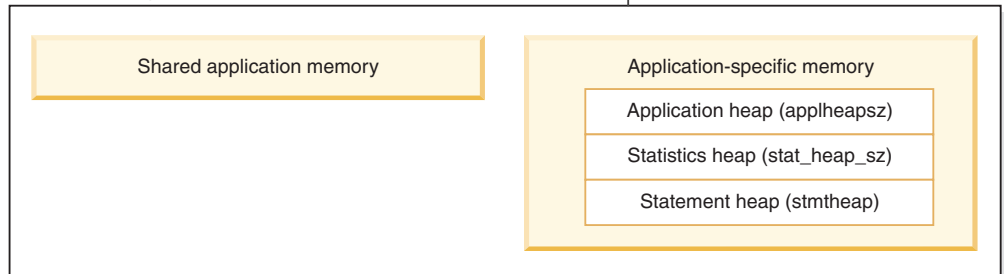 Shared application memory
Application-specific memory
Application heap (applheapsz)
Statistics heap (stat_heap_sz)
Statement heap (stmtheap)